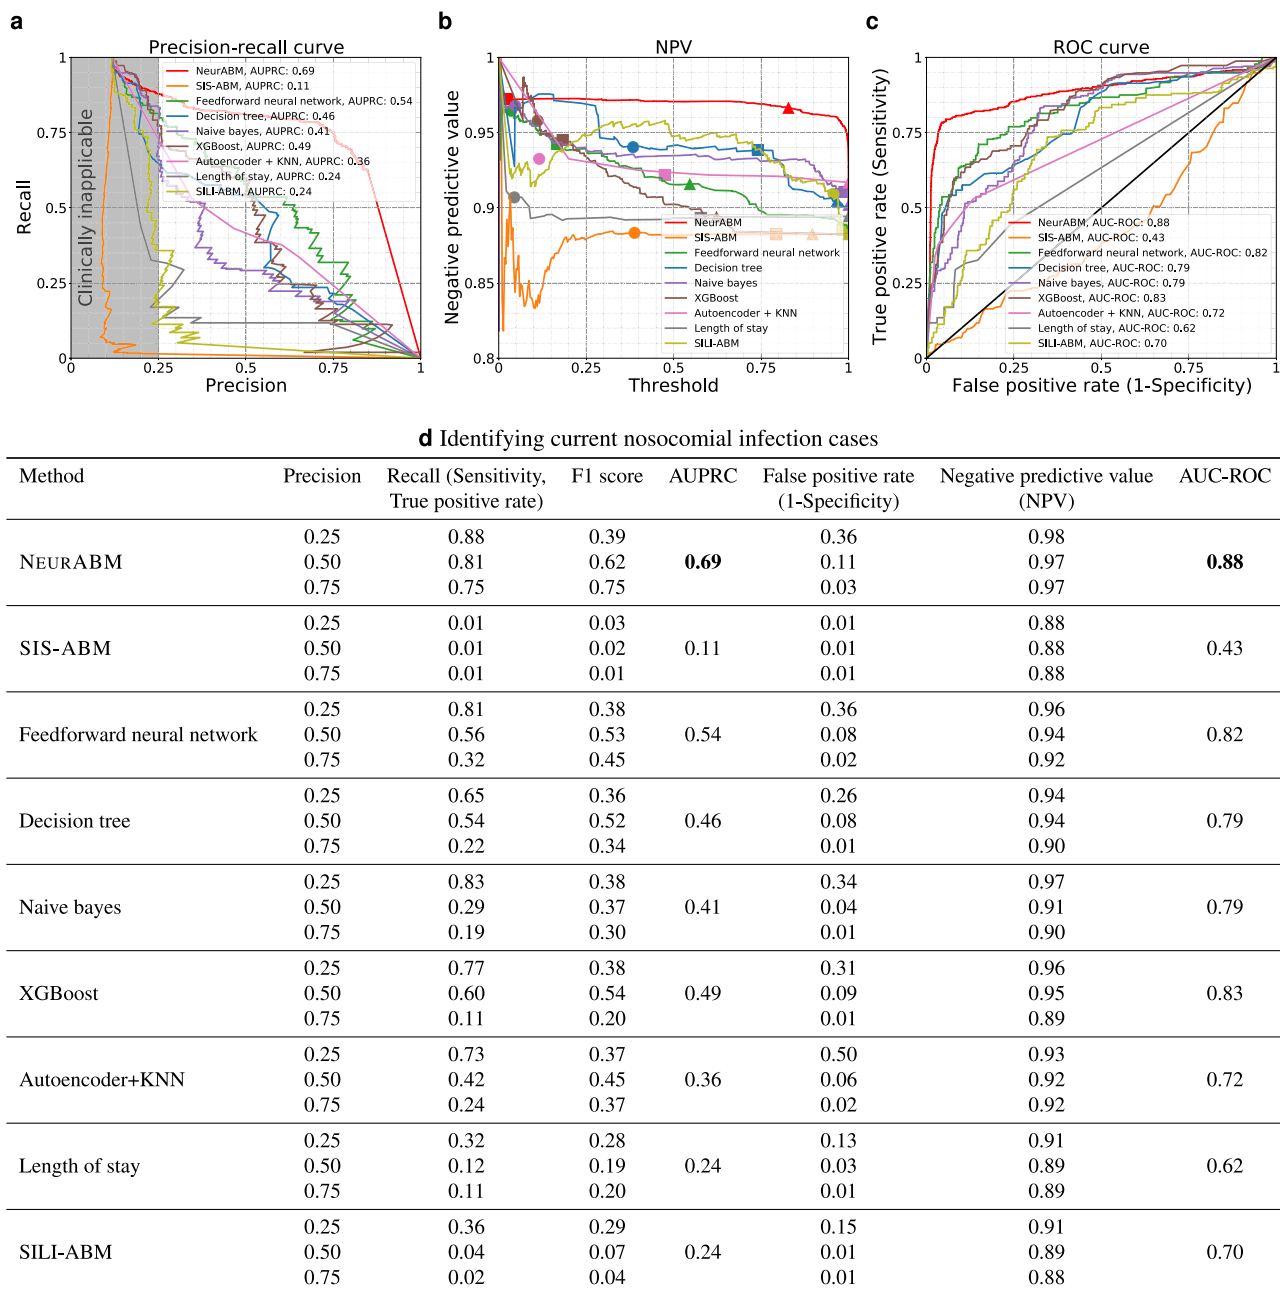 a
Precision-recall curve
1
0.75
0.5
0.25
0
Recall
Clinically inapplicable
NeurABM, AUPRC: 0.69
SIS-ABM, AUPRC: 0.11
Feedforward neural network, AUPRC: 0.54
Decision tree, AUPRC: 0.46
Naive bayes, AUPRC: 0.41
XGBoost, AUPRC: 0.49
Autoencoder + KNN, AUPRC: 0.36
Length of stay, AUPRC: 0.24
SILI-ABM, AUPRC: 0.24
0 0.25 0.5 0.75 1
Precision
b
NPV
1
0.95
0.9
0.85
0.8
Negative predictive value
NeurABM
SIS-ABM
Feedforward neural network
Decision tree
Naive bayes
XGBoost
Autoencoder + KNN
Length of stay
SILI-ABM
0 0.25 0.5 0.75 1
Threshold
c
ROC curve
1
0.75
0.5
0.25
0
True positive rate (Sensitivity)
NeurABM, AUC-ROC: 0.88
SIS-ABM, AUC-ROC: 0.43
Feedforward neural network, AUC-ROC: 0.82
Decision tree, AUC-ROC: 0.79
Naive bayes, AUC-ROC: 0.79
XGBoost, AUC-ROC: 0.83
Autoencoder + KNN, AUC-ROC: 0.72
Length of stay, AUC-ROC: 0.62
SILI-ABM, AUC-ROC: 0.70
0 0.25 0.5 0.75 1
False positive rate (1-Specificity)
d Identifying current nosocomial infection cases
Method Precision Recall (Sensitivity, F1 score AUPRC False positive rate Negative predictive value AUC-ROC
True positive rate) (1-Specificity) (NPV)
0.25 0.88 0.39 0.36 0.98
NEURABM 0.50 0.81 0.62 0.69 0.11 0.97 0.88
0.75 0.75 0.75 0.03 0.97
0.25 0.01 0.03 0.01 0.88
SIS-ABM 0.50 0.01 0.02 0.11 0.01 0.88 0.43
0.75 0.01 0.01 0.01 0.88
0.25 0.81 0.38 0.36 0.96
Feedforward neural network 0.50 0.56 0.53 0.54 0.08 0.94 0.82
0.75 0.32 0.45 0.02 0.92
0.25 0.65 0.36 0.26 0.94
Decision tree 0.50 0.54 0.52 0.46 0.08 0.94 0.79
0.75 0.22 0.34 0.01 0.90
0.25 0.83 0.38 0.34 0.97
Naive bayes 0.50 0.29 0.37 0.41 0.04 0.91 0.79
0.75 0.19 0.30 0.01 0.90
0.25 0.77 0.38 0.31 0.96
XGBoost 0.50 0.60 0.54 0.49 0.09 0.95 0.83
0.75 0.11 0.20 0.01 0.89
0.25 0.73 0.37 0.50 0.93
Autoencoder+KNN 0.50 0.42 0.45 0.36 0.06 0.92 0.72
0.75 0.24 0.37 0.02 0.92
0.25 0.32 0.28 0.13 0.91
Length of stay 0.50 0.12 0.19 0.24 0.03 0.89 0.62
0.75 0.11 0.20 0.01 0.89
0.25 0.36 0.29 0.15 0.91
SILI-ABM 0.50 0.04 0.07 0.24 0.01 0.89 0.70
0.75 0.02 0.04 0.01 0.88